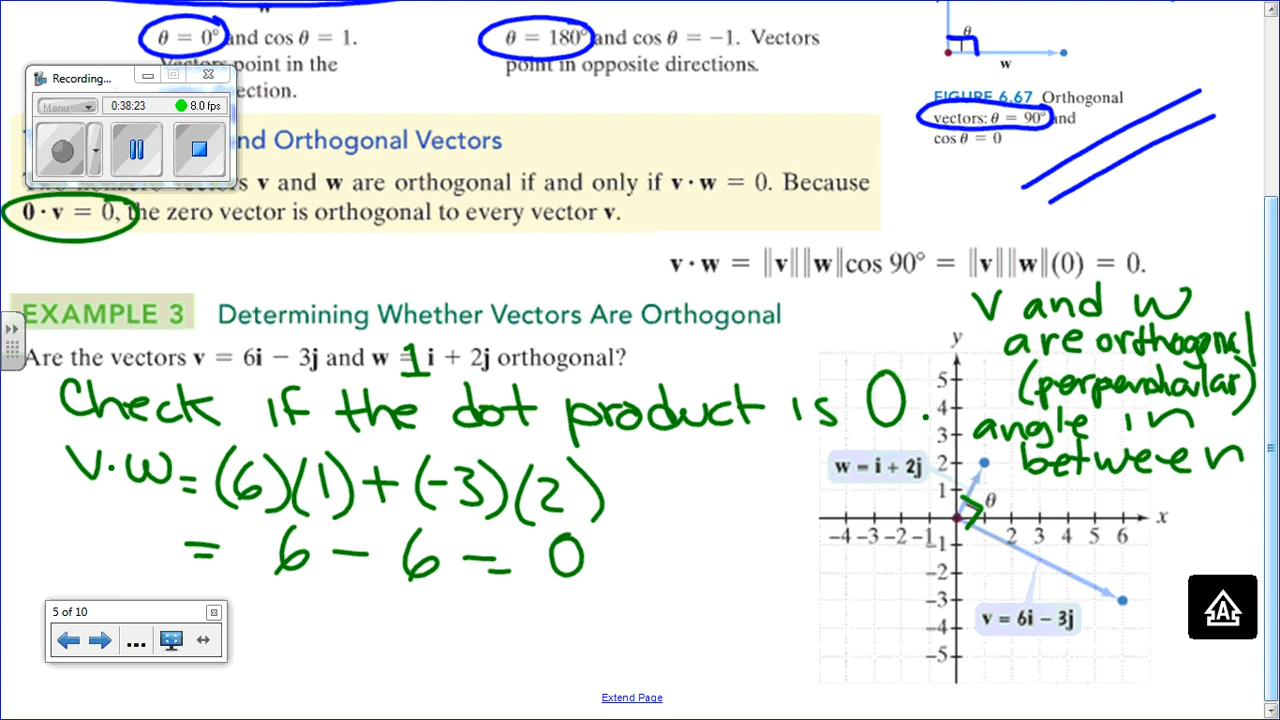 w
θ = 0° and cos θ = 1.
point in the
ection.
θ = 180° and cos θ = −1. Vectors
point in opposite directions.
θ
w
FIGURE 6.67 Orthogonal
vectors: θ = 90° and
cos θ = 0
Recording...
Menu
0:38:23
8.0 fps
nd Orthogonal Vectors
v and w are orthogonal if and only if v · w = 0. Because
0 · v = 0, the zero vector is orthogonal to every vector v.
v · w = ‖v‖ ‖w‖ cos 90° = ‖v‖ ‖w‖(0) = 0.
EXAMPLE 3 Determining Whether Vectors Are Orthogonal
Are the vectors v = 6i − 3j and w = 1 i + 2j orthogonal?
Check if the dot product is 0.
v·w = (6)(1) + (-3)(2)
= 6 - 6 = 0
v and w
are orthogonal
(perpendicular)
angle in
between
y
5
4
3
2
1
w = i + 2j
θ
x
-4 -3 -2 -1 2 3 4 5 6
-1
-2
-3
-4
-5
v = 6i − 3j
5 of 10
...
A
Extend Page